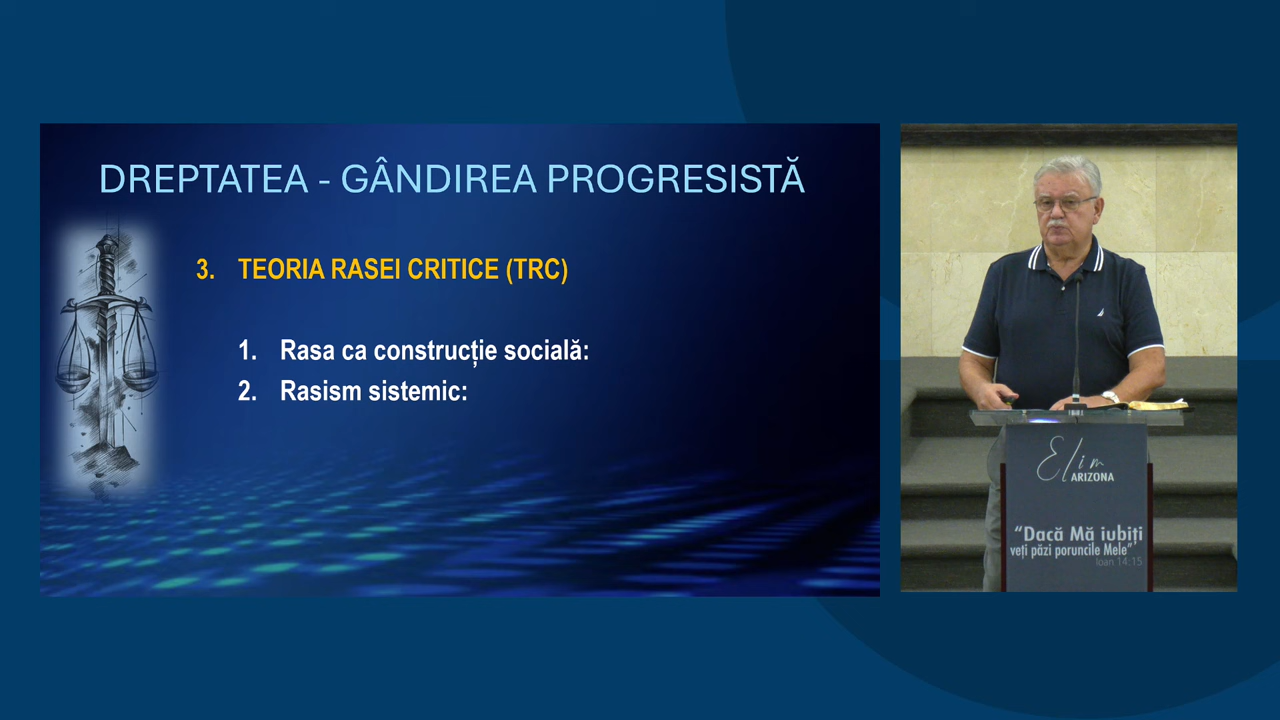 DREPTATEA - GÂNDIREA PROGRESISTĂ
3. TEORIA RASEI CRITICE (TRC)
1. Rasa ca construcție socială:
2. Rasism sistemic:
Elim
ARIZONA
“Dacă Mă iubiți
veți păzi poruncile Mele”
Ioan 14:15